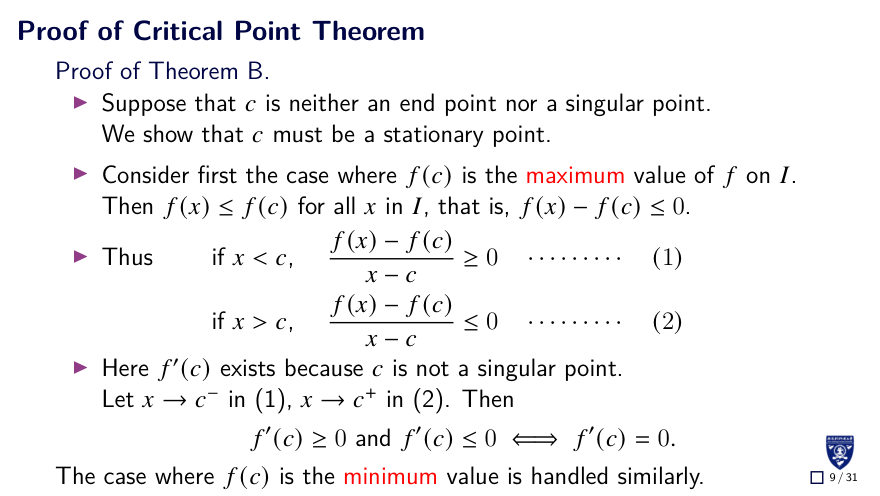 Proof of Critical Point Theorem
Proof of Theorem B.
▶ Suppose that c is neither an end point nor a singular point.
We show that c must be a stationary point.
▶ Consider first the case where f(c) is the maximum value of f on I.
Then f(x) ≤ f(c) for all x in I, that is, f(x) − f(c) ≤ 0.
▶ Thus if x < c, (f(x) − f(c))/(x − c) ≥ 0 ········· (1)
if x > c, (f(x) − f(c))/(x − c) ≤ 0 ········· (2)
▶ Here f′(c) exists because c is not a singular point.
Let x → c⁻ in (1), x → c⁺ in (2). Then
f′(c) ≥ 0 and f′(c) ≤ 0 ⟺ f′(c) = 0.
The case where f(c) is the minimum value is handled similarly.
9 / 31